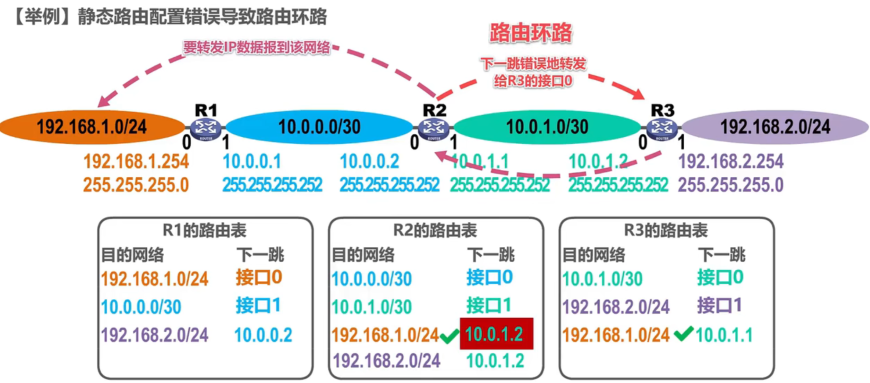 【举例】静态路由配置错误导致路由环路
路由环路
要转发IP数据报到该网络
下一跳错误地转发
给R3的接口0
R1 R2 R3
192.168.1.0/24 10.0.0.0/30 10.0.1.0/30 192.168.2.0/24
0 1 0 1 0 1
192.168.1.254 10.0.0.1 10.0.0.2 10.0.1.1 10.0.1.2 192.168.2.254
255.255.255.0 255.255.255.252 255.255.255.252 255.255.255.252 255.255.255.252 255.255.255.0
R1的路由表
目的网络 下一跳
192.168.1.0/24 接口0
10.0.0.0/30 接口1
192.168.2.0/24 10.0.0.2
R2的路由表
目的网络 下一跳
10.0.0.0/30 接口0
10.0.1.0/30 接口1
192.168.1.0/24 10.0.1.2
192.168.2.0/24 10.0.1.2
R3的路由表
目的网络 下一跳
10.0.1.0/30 接口0
192.168.2.0/24 接口1
192.168.1.0/24 10.0.1.1